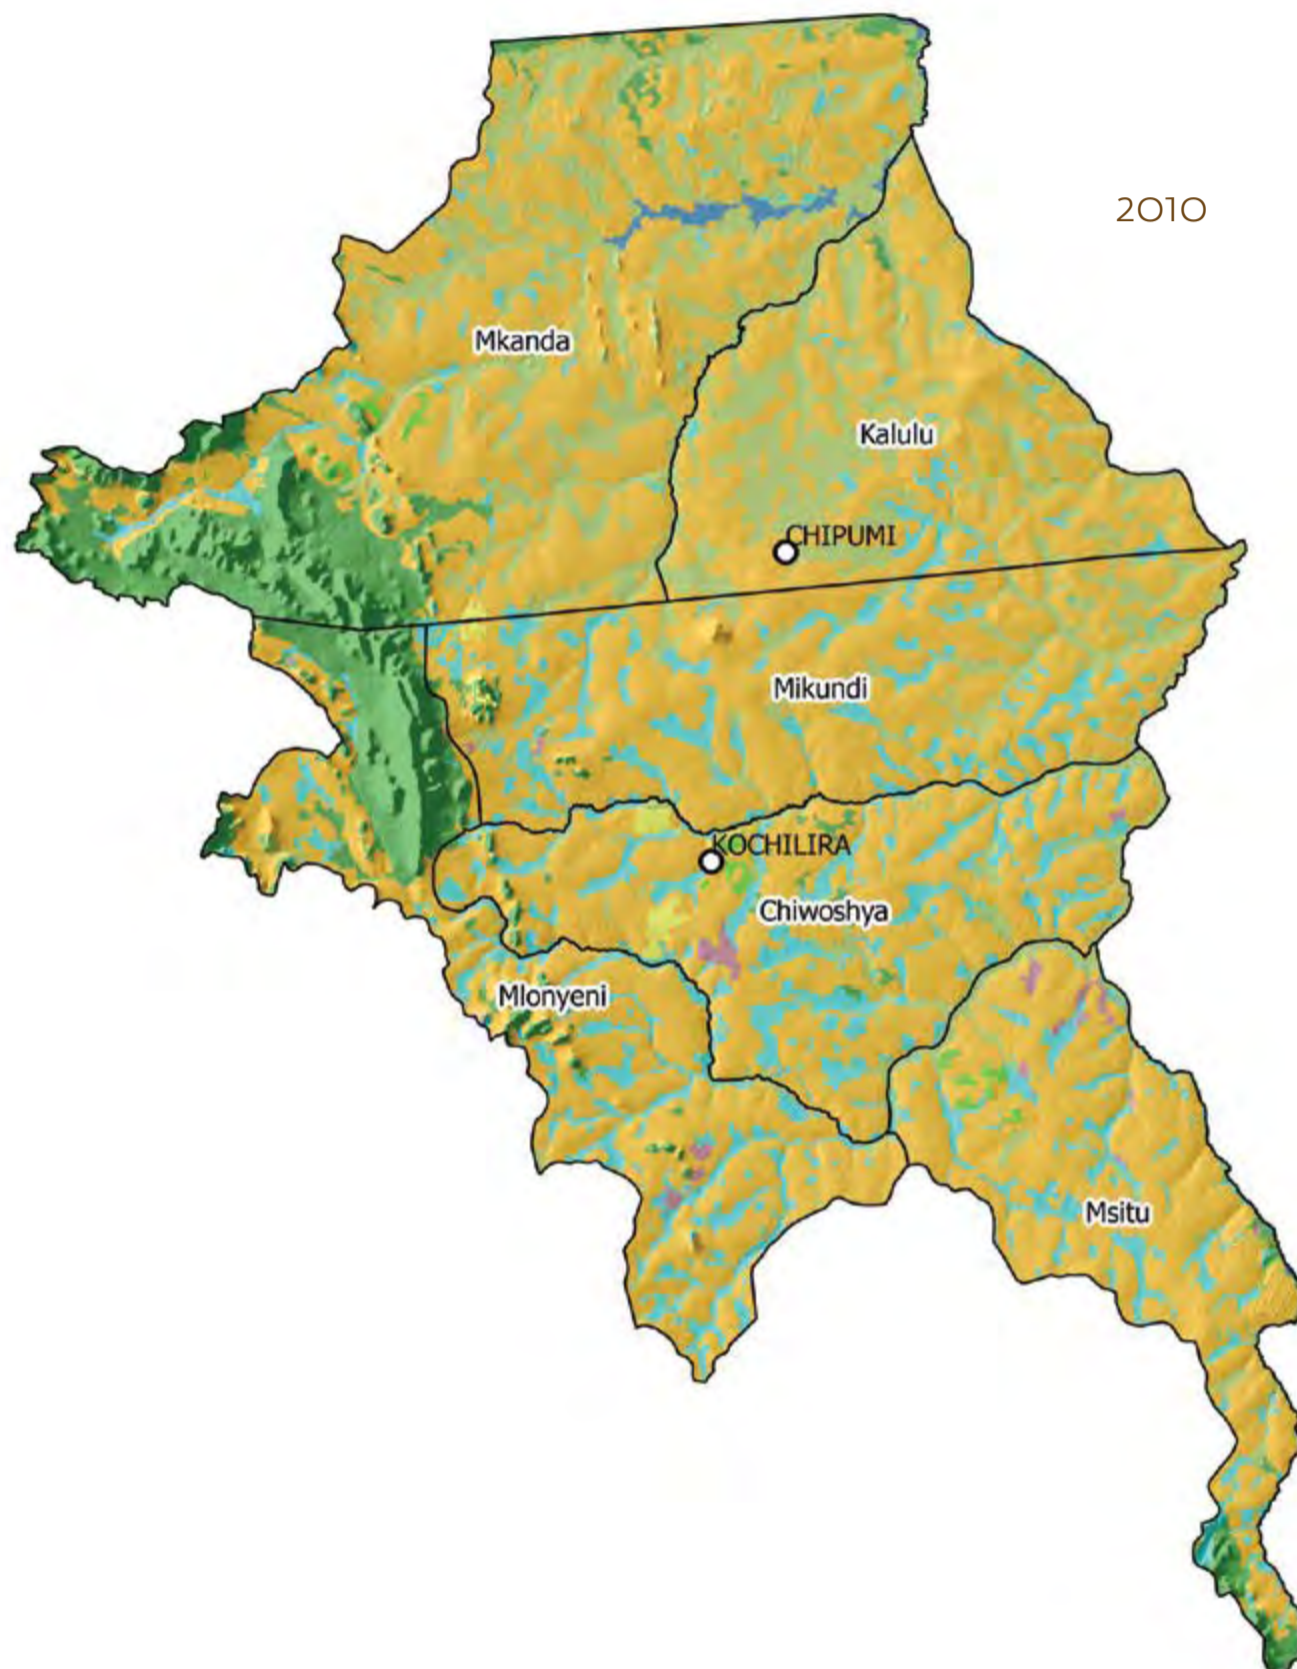 2010
Mkanda
Kalulu
CHIPUMI
Mikundi
KOCHILIRA
Chiwoshya
Mlonyeni
Msitu